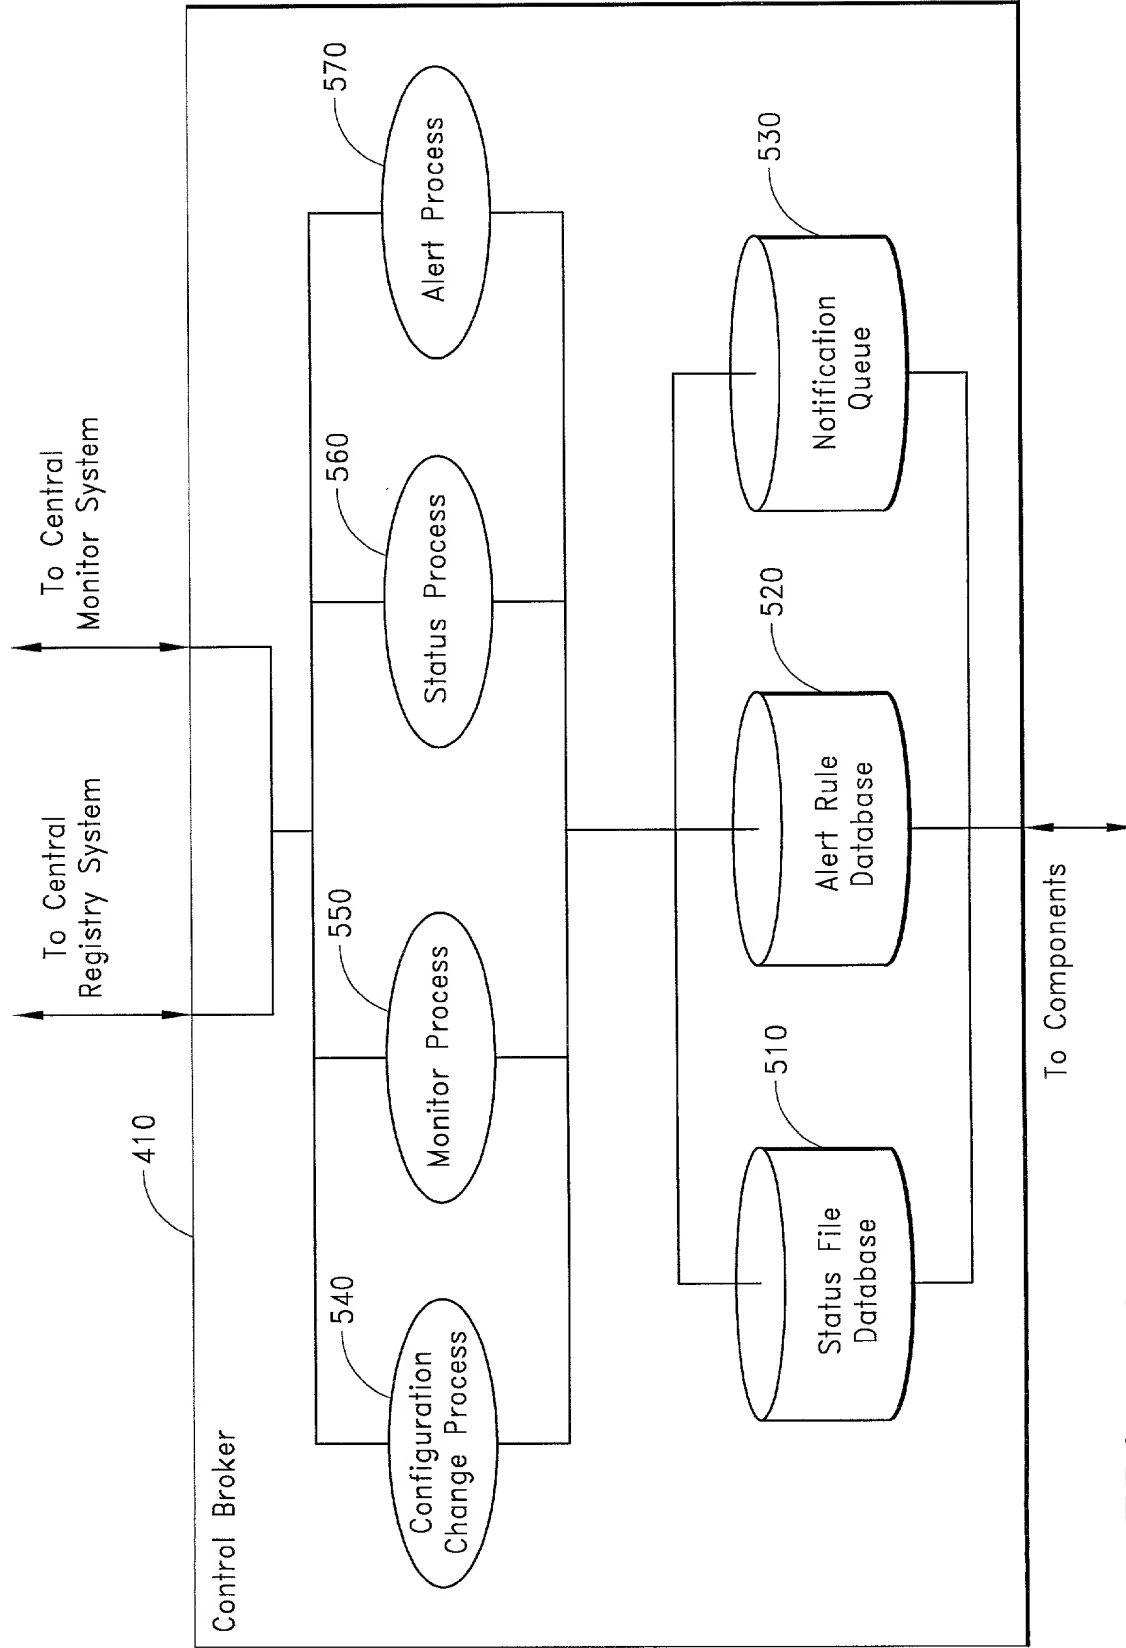 To Central
Registry System
To Central
Monitor System
410
Control Broker
540
550
560
570
Configuration
Change Process
Monitor Process
Status Process
Alert Process
510
520
530
Status File
Database
Alert Rule
Database
Notification
Queue
To Components